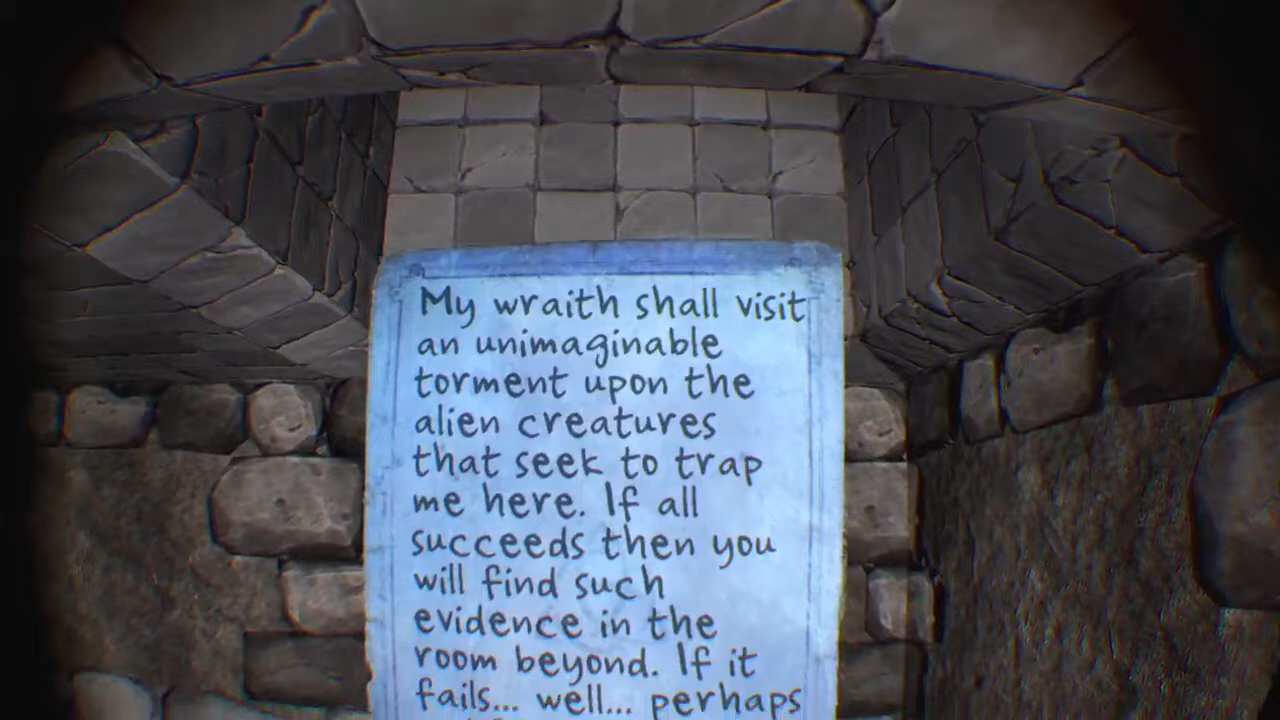 My wraith shall visit
an unimaginable
torment upon the
alien creatures
that seek to trap
me here. If all
succeeds then you
will find such
evidence in the
room beyond. If it
fails... well... perhaps